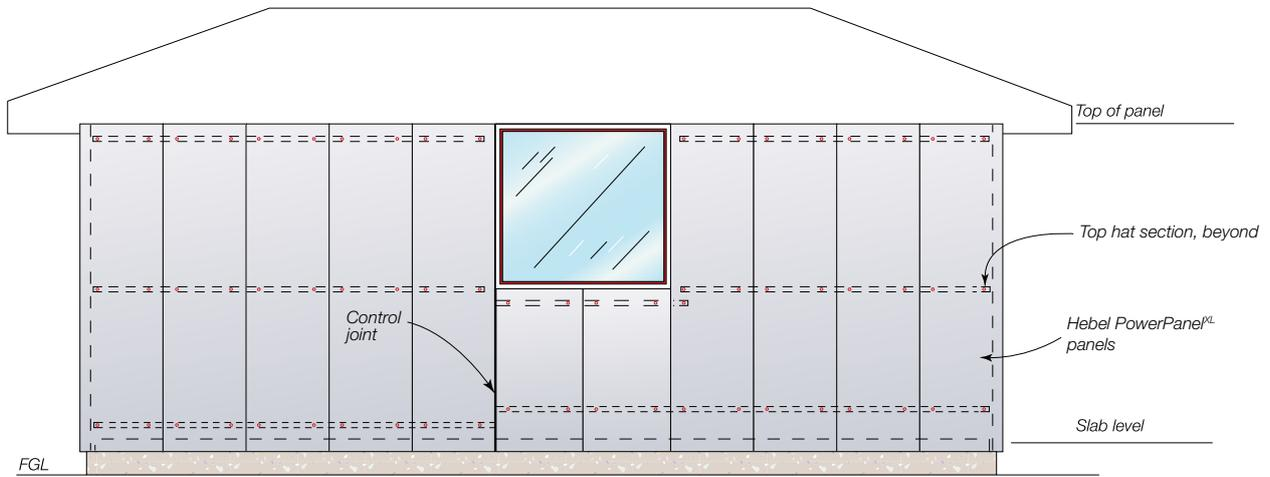 Top of panel
Top hat section, beyond
Control
joint
Hebel PowerPanelXL
panels
Slab level
FGL